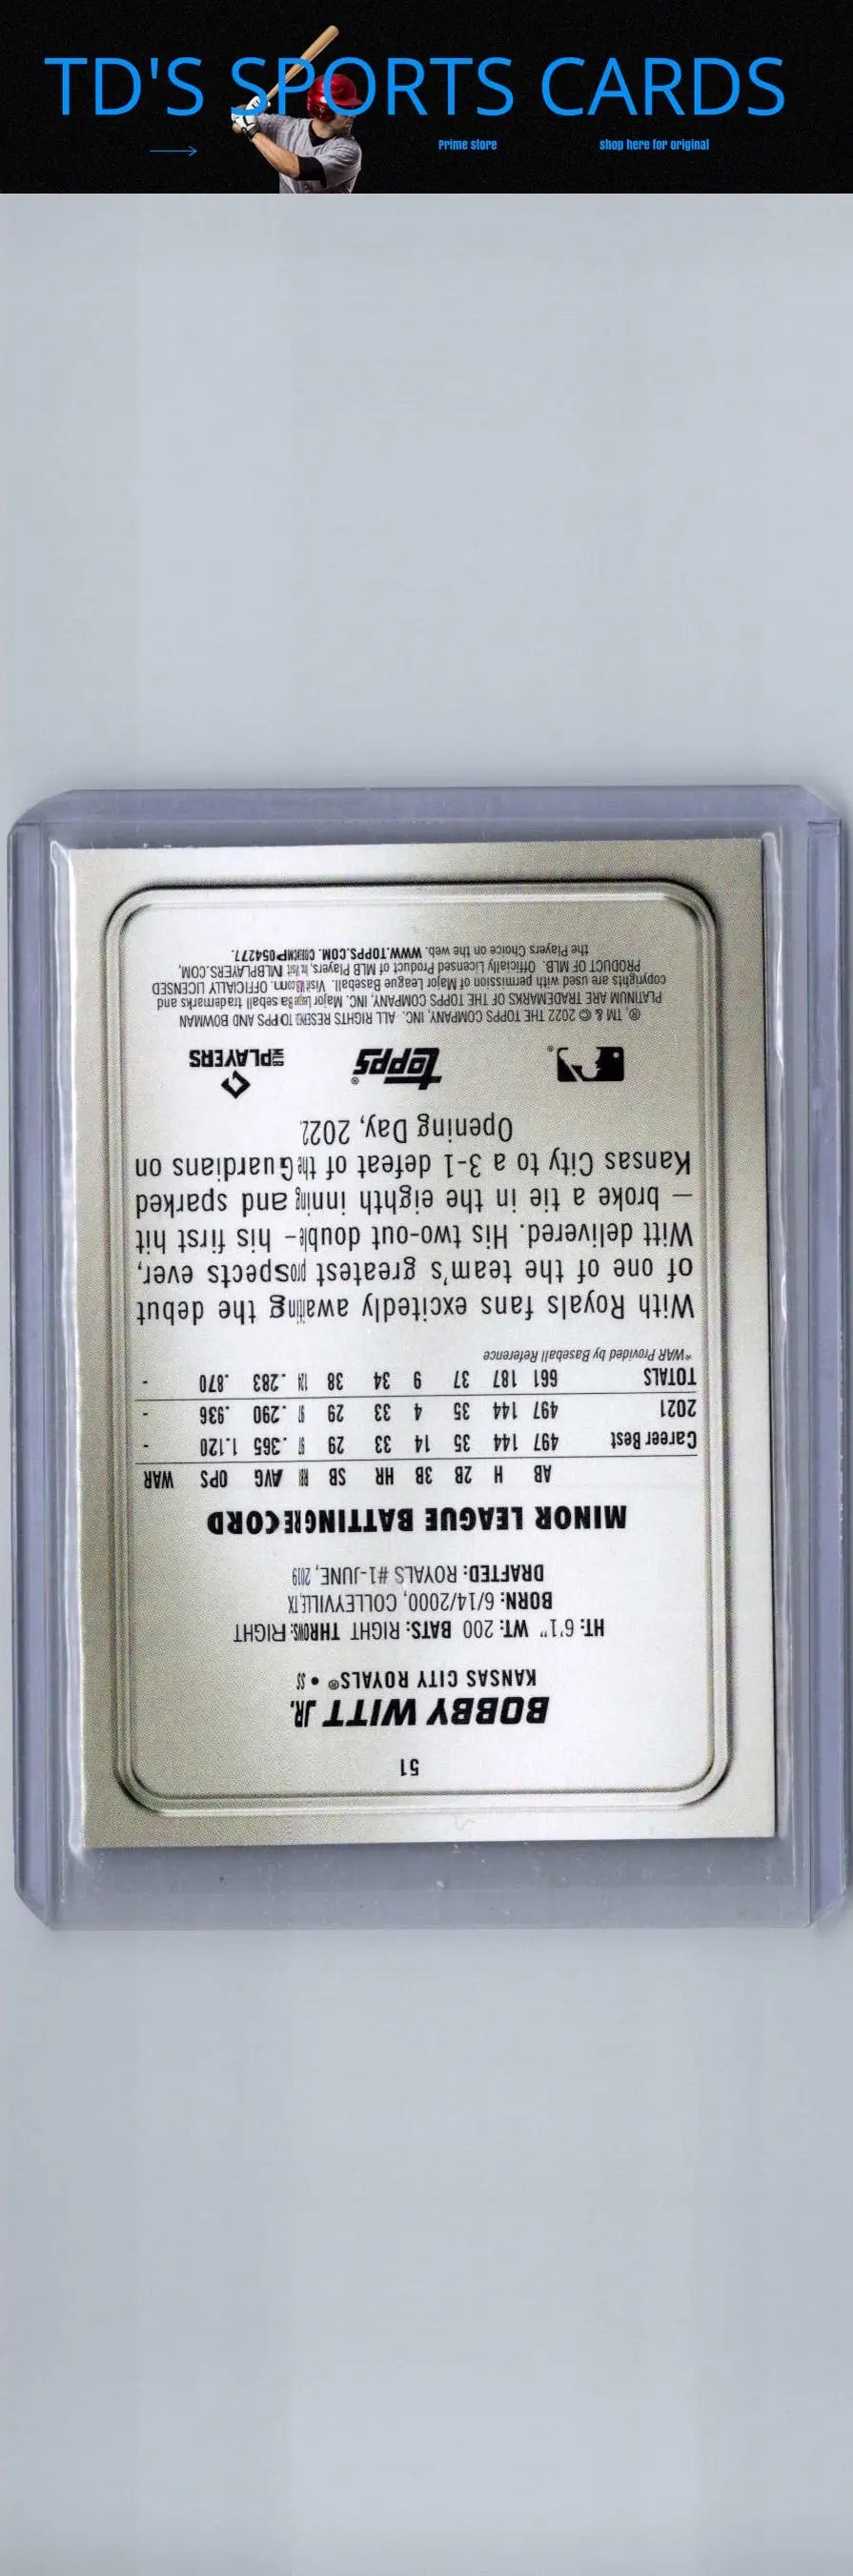 TD'S SPORTS CARDS
Prime store
shop here for original
51
BOBBY WITT JR.
KANSAS CITY ROYALS® • SS
HT: 6'1" WT: 200 BATS: RIGHT THROWS: RIGHT
BORN: 6/14/2000, COLLEYVILLE, TX
DRAFTED: ROYALS #1-JUNE, 2019
MINOR LEAGUE BATTING RECORD
AB H 2B 3B HR SB RBI AVG OPS WAR
Career Best 497 144 35 14 33 29 97 .365 1.120 -
2021 497 144 35 4 33 29 97 .290 .936 -
TOTALS 661 187 37 9 34 38 124 .283 .870 -
*WAR Provided by Baseball Reference
With Royals fans excitedly awaiting the debut
of one of the team's greatest prospects ever,
Witt delivered. His two-out double – his first hit
– broke a tie in the eighth inning and sparked
Kansas City to a 3-1 defeat of the Guardians on
Opening Day, 2022.
topps®
MLB PLAYERS
®, TM & © 2022 THE TOPPS COMPANY, INC. ALL RIGHTS RESERVED. TOPPS AND BOWMAN
PLATINUM ARE TRADEMARKS OF THE TOPPS COMPANY, INC. Major League Baseball trademarks and
copyrights are used with permission of Major League Baseball. Visit MLB.com. OFFICIALLY LICENSED
PRODUCT OF MLB Officially Licensed Product of MLB Players, Inc. Visit MLBPLAYERS.COM,
the Players Choice on the web. WWW.TOPPS.COM. CODE#CMP054277.